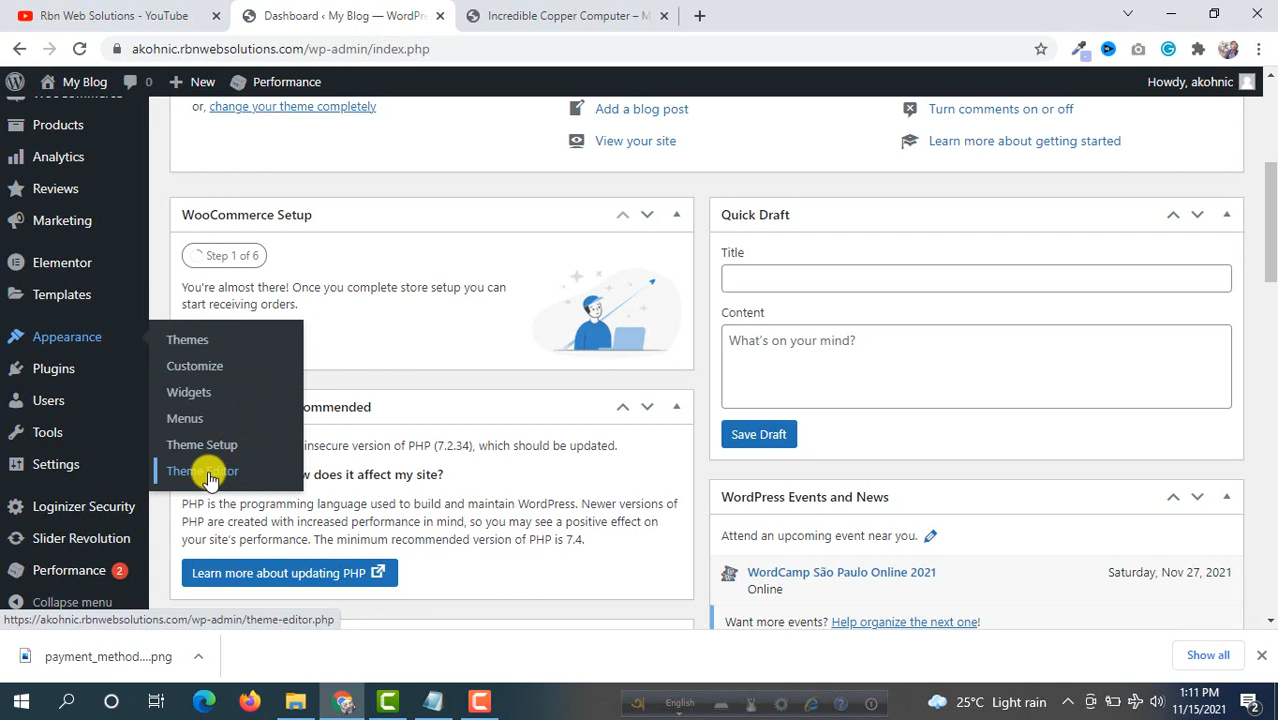 Rbn Web Solutions - YouTube
Dashboard ‹ My Blog — WordPre
Incredible Copper Computer – M
akohnic.rbnwebsolutions.com/wp-admin/index.php
My Blog
0
New
Performance
Howdy, akohnic
Products
Analytics
Reviews
Marketing
Elementor
Templates
Appearance
Plugins
Users
Tools
Settings
Loginizer Security
Slider Revolution
Performance 2
Collapse menu
Themes
Customize
Widgets
Menus
Theme Setup
Theme Editor
or, change your theme completely
Add a blog post
View your site
Turn comments on or off
Learn more about getting started
WooCommerce Setup
Step 1 of 6
You're almost there! Once you complete store setup you can
start receiving orders.
ommended
insecure version of PHP (7.2.34), which should be updated.
does it affect my site?
PHP is the programming language used to build and maintain WordPress. Newer versions of
PHP are created with increased performance in mind, so you may see a positive effect on
your site's performance. The minimum recommended version of PHP is 7.4.
Learn more about updating PHP
Quick Draft
Title
Content
What's on your mind?
Save Draft
WordPress Events and News
Attend an upcoming event near you.
WordCamp São Paulo Online 2021
Saturday, Nov 27, 2021
Online
Want more events? Help organize the next one!
https://akohnic.rbnwebsolutions.com/wp-admin/theme-editor.php
payment_method....png
Show all
English
25°C Light rain
1:11 PM
11/15/2021
2